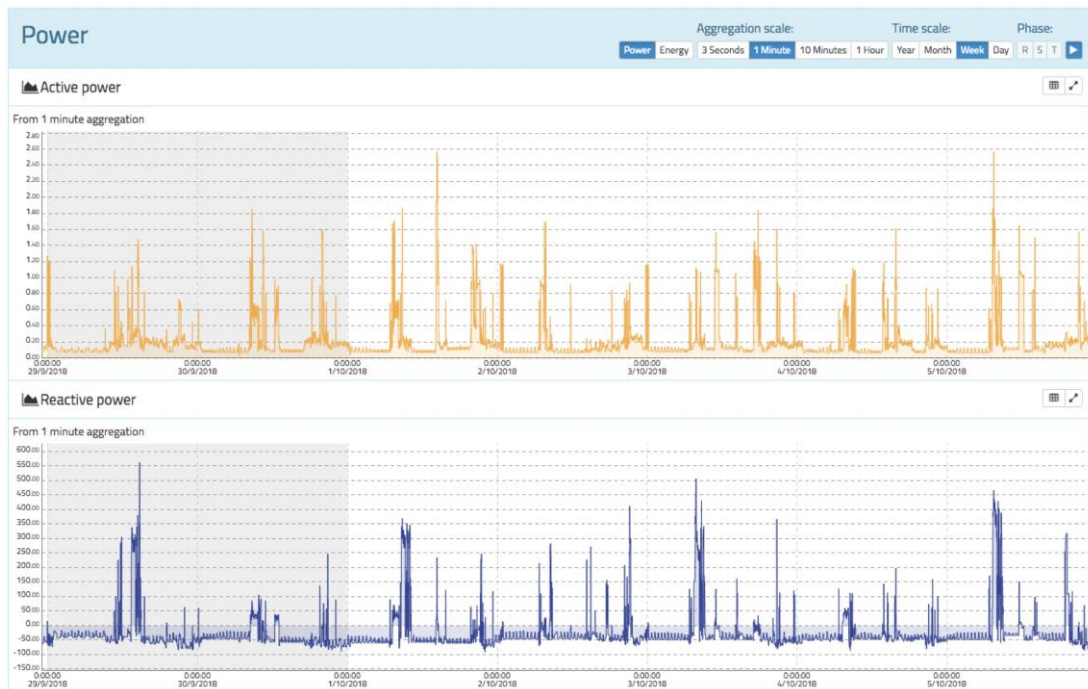 Power
Aggregation scale: Time scale: Phase:
Power Energy 3 Seconds 1 Minute 10 Minutes 1 Hour Year Month Week Day R S T
Active power
From 1 minute aggregation
2.80
2.60
2.40
2.20
2.00
1.80
1.60
1.40
1.20
1.00
0.80
0.60
0.40
0.20
0.00
0:00:00 0:00:00 0:00:00 0:00:00 0:00:00 0:00:00 0:00:00
29/9/2018 30/9/2018 1/10/2018 2/10/2018 3/10/2018 4/10/2018 5/10/2018
Reactive power
From 1 minute aggregation
600.00
550.00
500.00
450.00
400.00
350.00
300.00
250.00
200.00
150.00
100.00
50.00
0.00
-50.00
-100.00
-150.00
0:00:00 0:00:00 0:00:00 0:00:00 0:00:00 0:00:00 0:00:00
29/9/2018 30/9/2018 1/10/2018 2/10/2018 3/10/2018 4/10/2018 5/10/2018